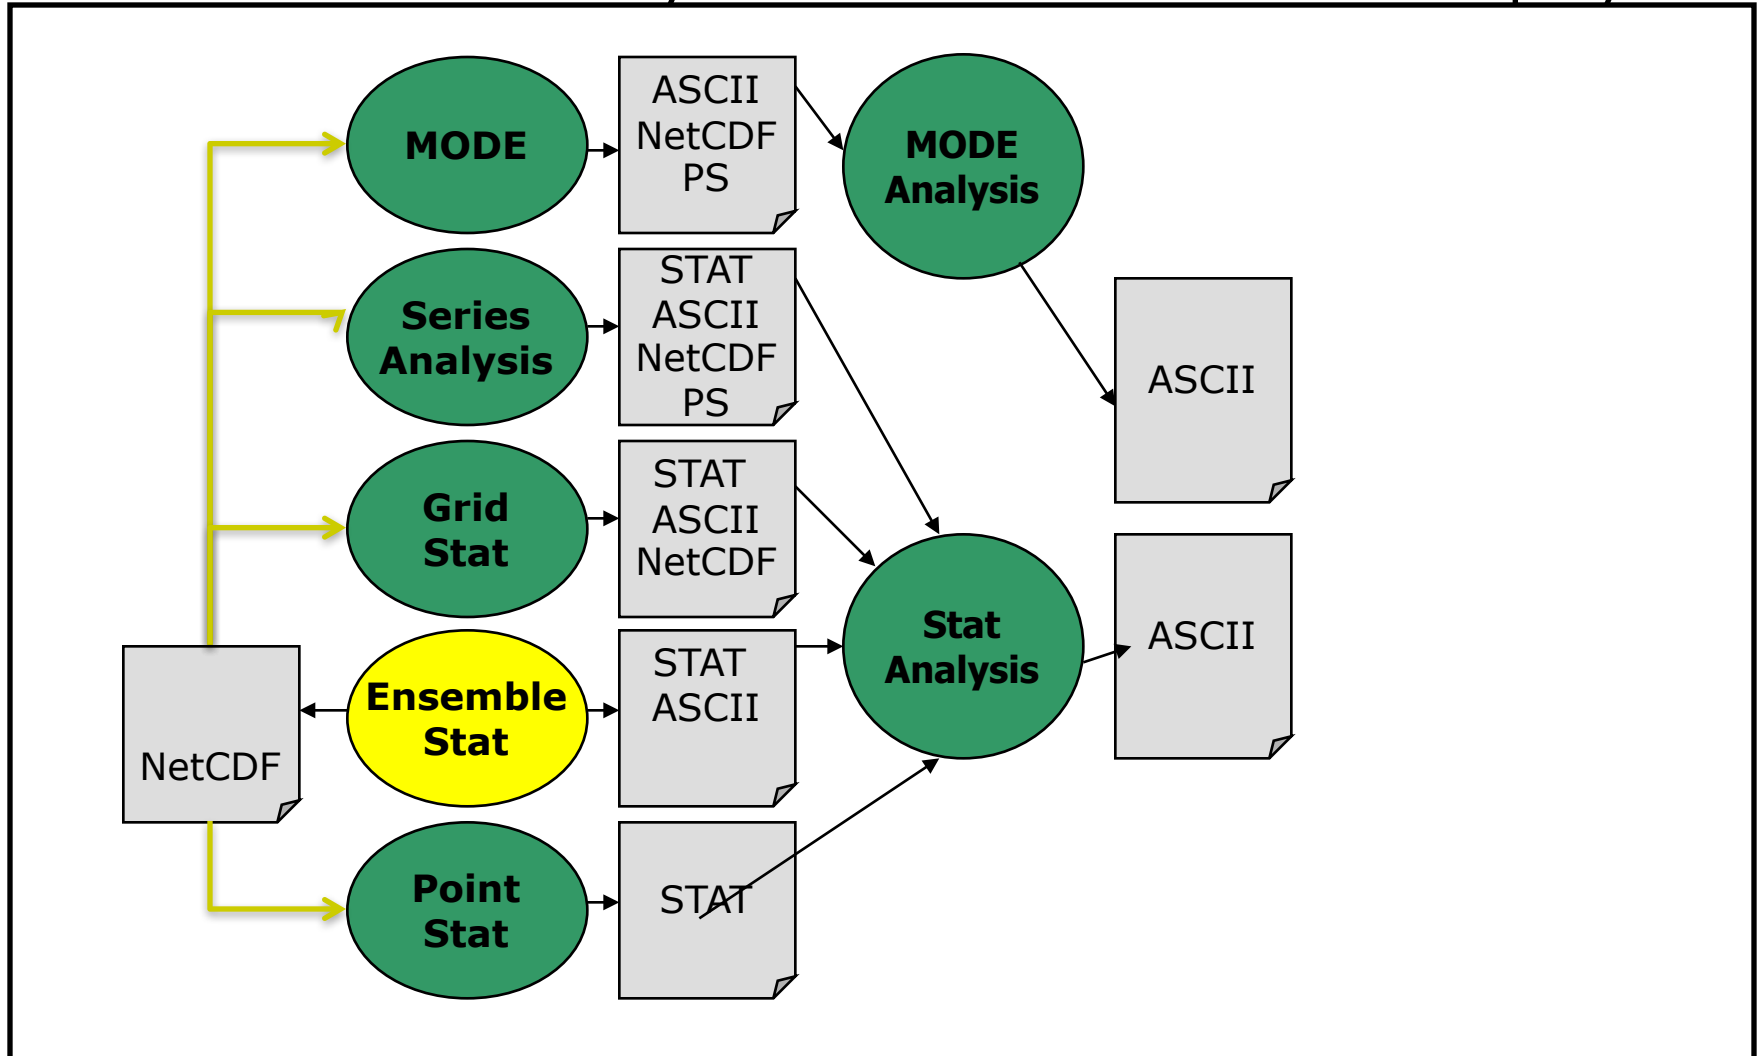 MODE
ASCII
NetCDF
PS
MODE
Analysis
Series
Analysis
STAT
ASCII
NetCDF
PS
ASCII
Grid
Stat
STAT
ASCII
NetCDF
Stat
Analysis
ASCII
NetCDF
Ensemble
Stat
STAT
ASCII
Point
Stat
STAT